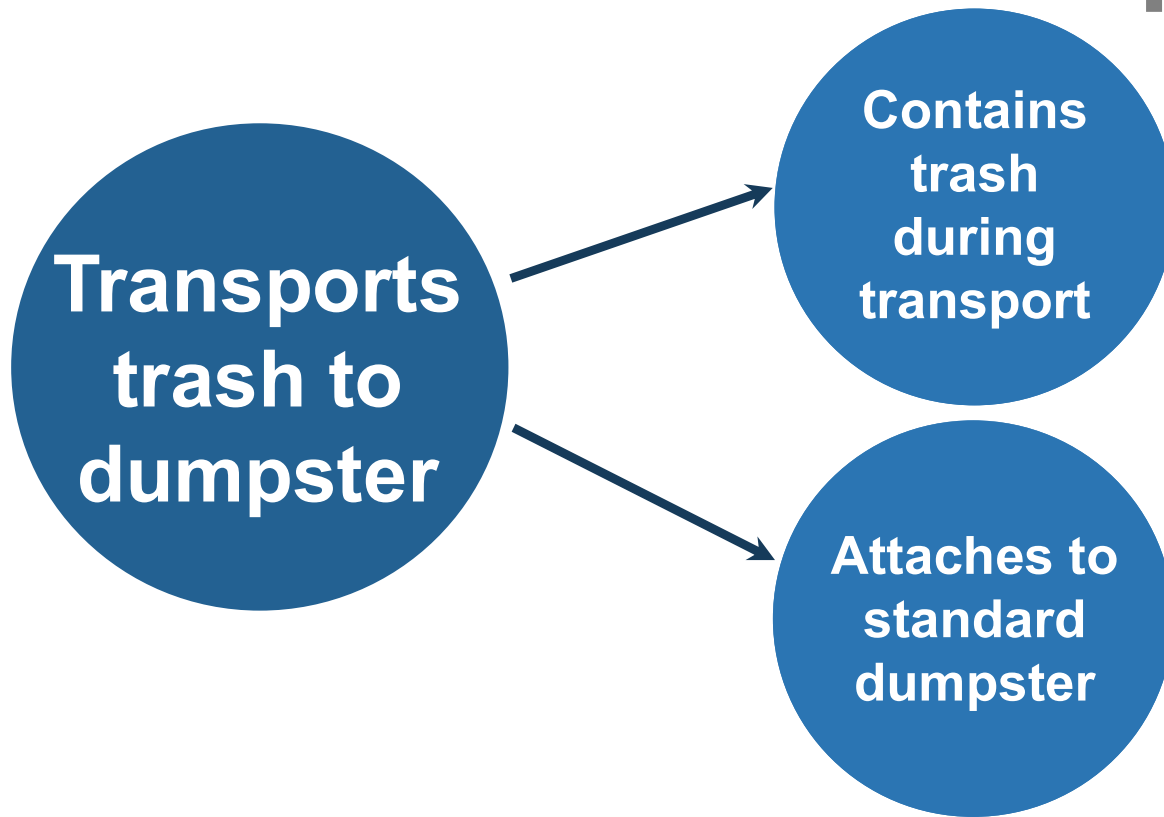 Transports
trash to
dumpster
Contains
trash
during
transport
Attaches to
standard
dumpster